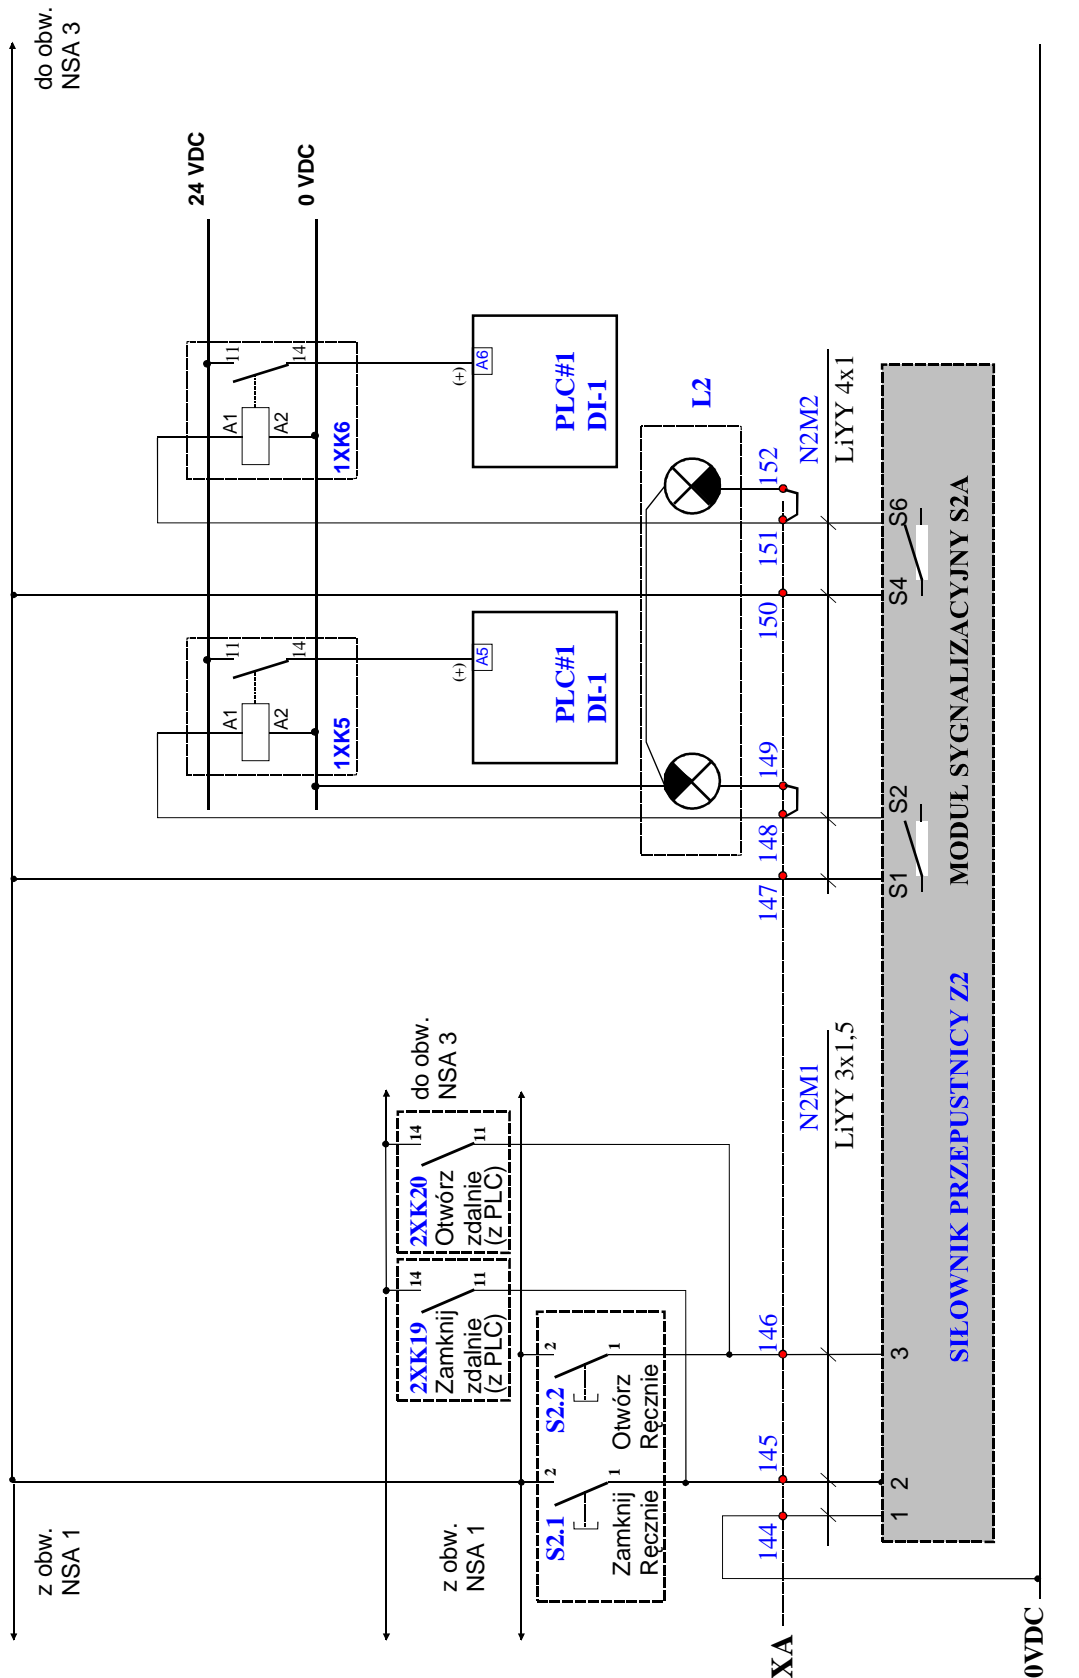 z obw.
NSA 1
do obw.
NSA 3
24 VDC
0 VDC
A1
A2
11
14
1XK5
A1
A2
11
14
1XK6
z obw.
NSA 1
do obw.
NSA 3
2XK19
Zamknij
zdalnie
(z PLC)
14
11
2XK20
Otwórz
zdalnie
(z PLC)
14
11
(+)
A5
PLC#1
DI-1
(+)
A6
PLC#1
DI-1
S2.1
2
1
Zamknij
Ręcznie
S2.2
2
1
Otwórz
Ręcznie
L2
XA
144
145
146
147
148
149
150
151
152
N2M1
LiYY 3x1,5
N2M2
LiYY 4x1
1
2
3
S1
S2
S4
S6
SIŁOWNIK PRZEPUSTNICY Z2
MODUŁ SYGNALIZACYJNY S2A
0VDC